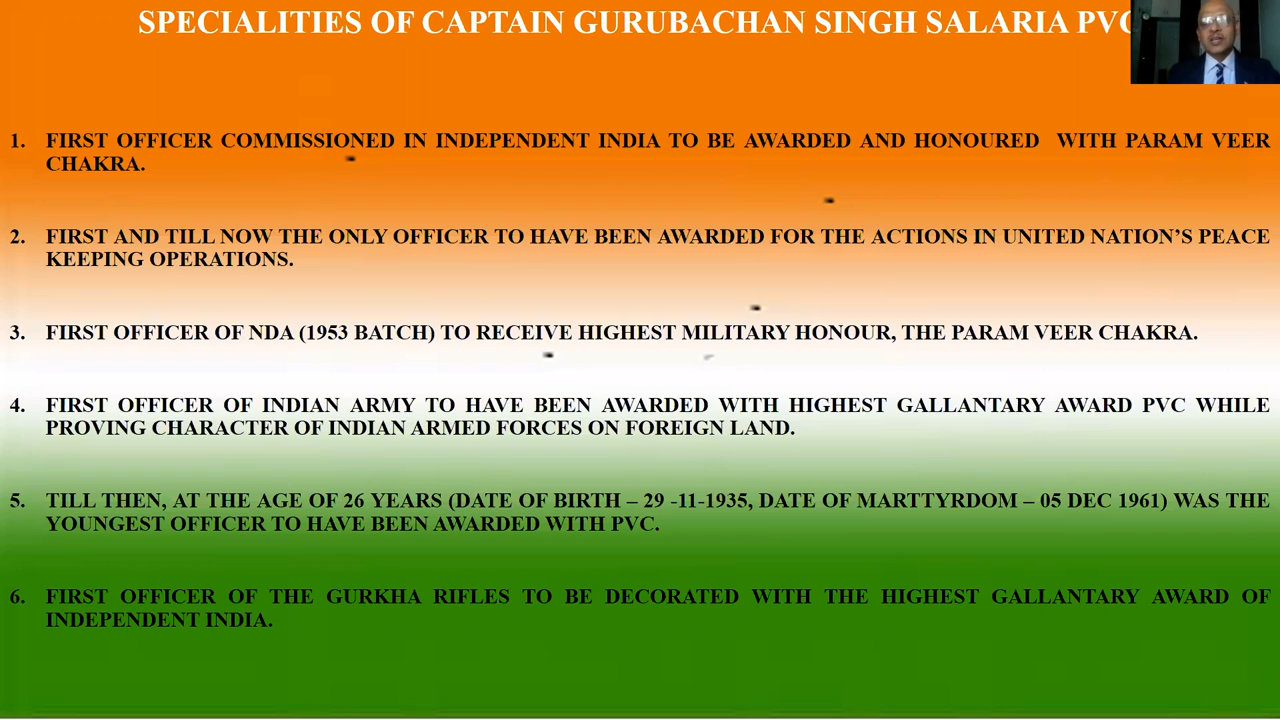 SPECIALITIES OF CAPTAIN GURUBACHAN SINGH SALARIA PVC
1. FIRST OFFICER COMMISSIONED IN INDEPENDENT INDIA TO BE AWARDED AND HONOURED WITH PARAM VEER
CHAKRA.
2. FIRST AND TILL NOW THE ONLY OFFICER TO HAVE BEEN AWARDED FOR THE ACTIONS IN UNITED NATION'S PEACE
KEEPING OPERATIONS.
3. FIRST OFFICER OF NDA (1953 BATCH) TO RECEIVE HIGHEST MILITARY HONOUR, THE PARAM VEER CHAKRA.
4. FIRST OFFICER OF INDIAN ARMY TO HAVE BEEN AWARDED WITH HIGHEST GALLANTARY AWARD PVC WHILE
PROVING CHARACTER OF INDIAN ARMED FORCES ON FOREIGN LAND.
5. TILL THEN, AT THE AGE OF 26 YEARS (DATE OF BIRTH – 29 -11-1935, DATE OF MARTTYRDOM – 05 DEC 1961) WAS THE
YOUNGEST OFFICER TO HAVE BEEN AWARDED WITH PVC.
6. FIRST OFFICER OF THE GURKHA RIFLES TO BE DECORATED WITH THE HIGHEST GALLANTARY AWARD OF
INDEPENDENT INDIA.